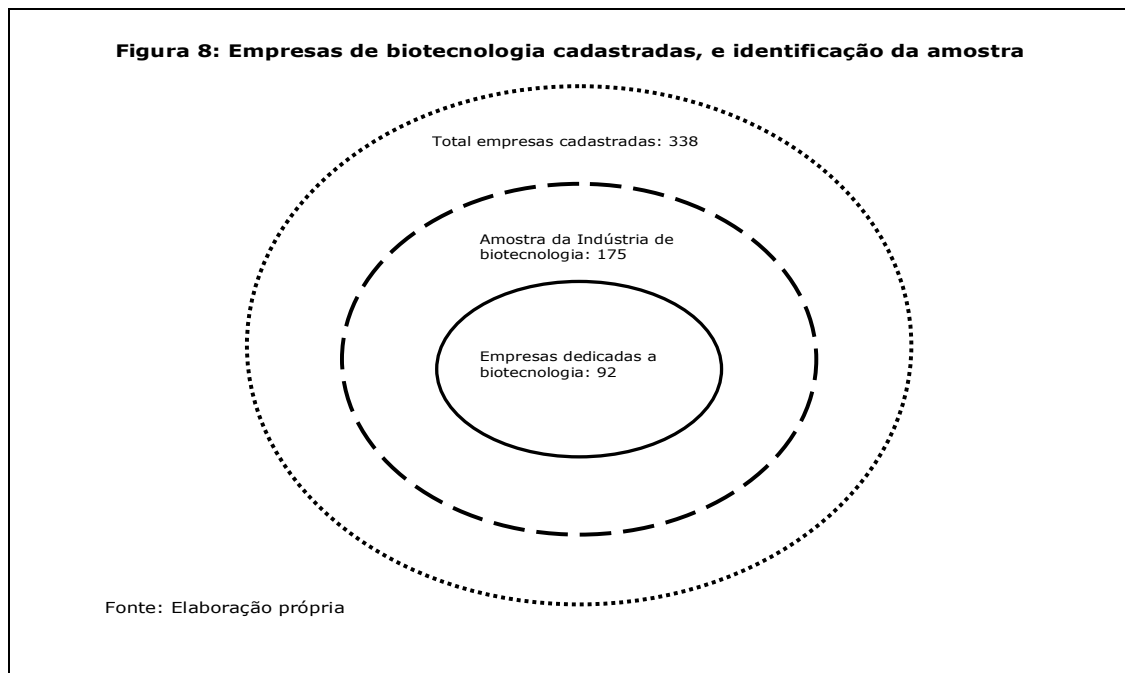 Figura 8: Empresas de biotecnologia cadastradas, e identificação da amostra
Total empresas cadastradas: 338
Amostra da Indústria de
biotecnologia: 175
Empresas dedicadas a
biotecnologia: 92
Fonte: Elaboração própria